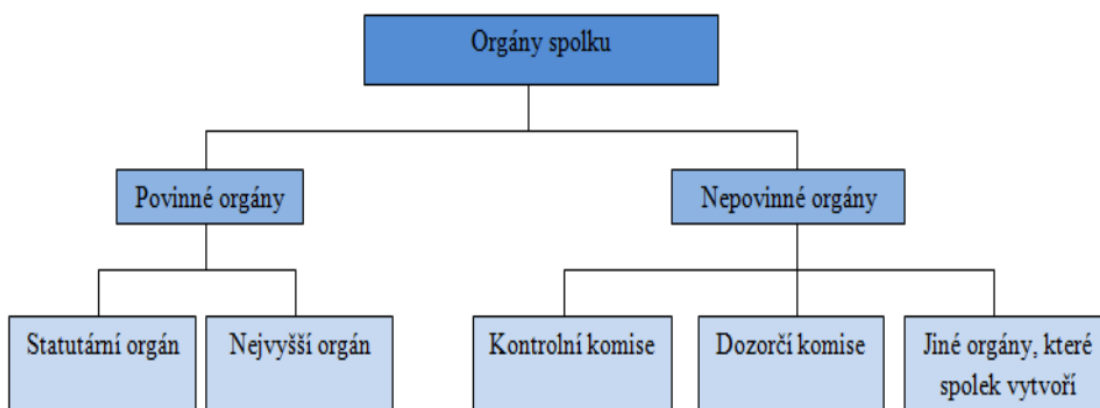 Orgány spolku
Povinné orgány
Nepovinné orgány
Statutární orgán
Nejvyšší orgán
Kontrolní komise
Dozorčí komise
Jiné orgány, které
spolek vytvoří